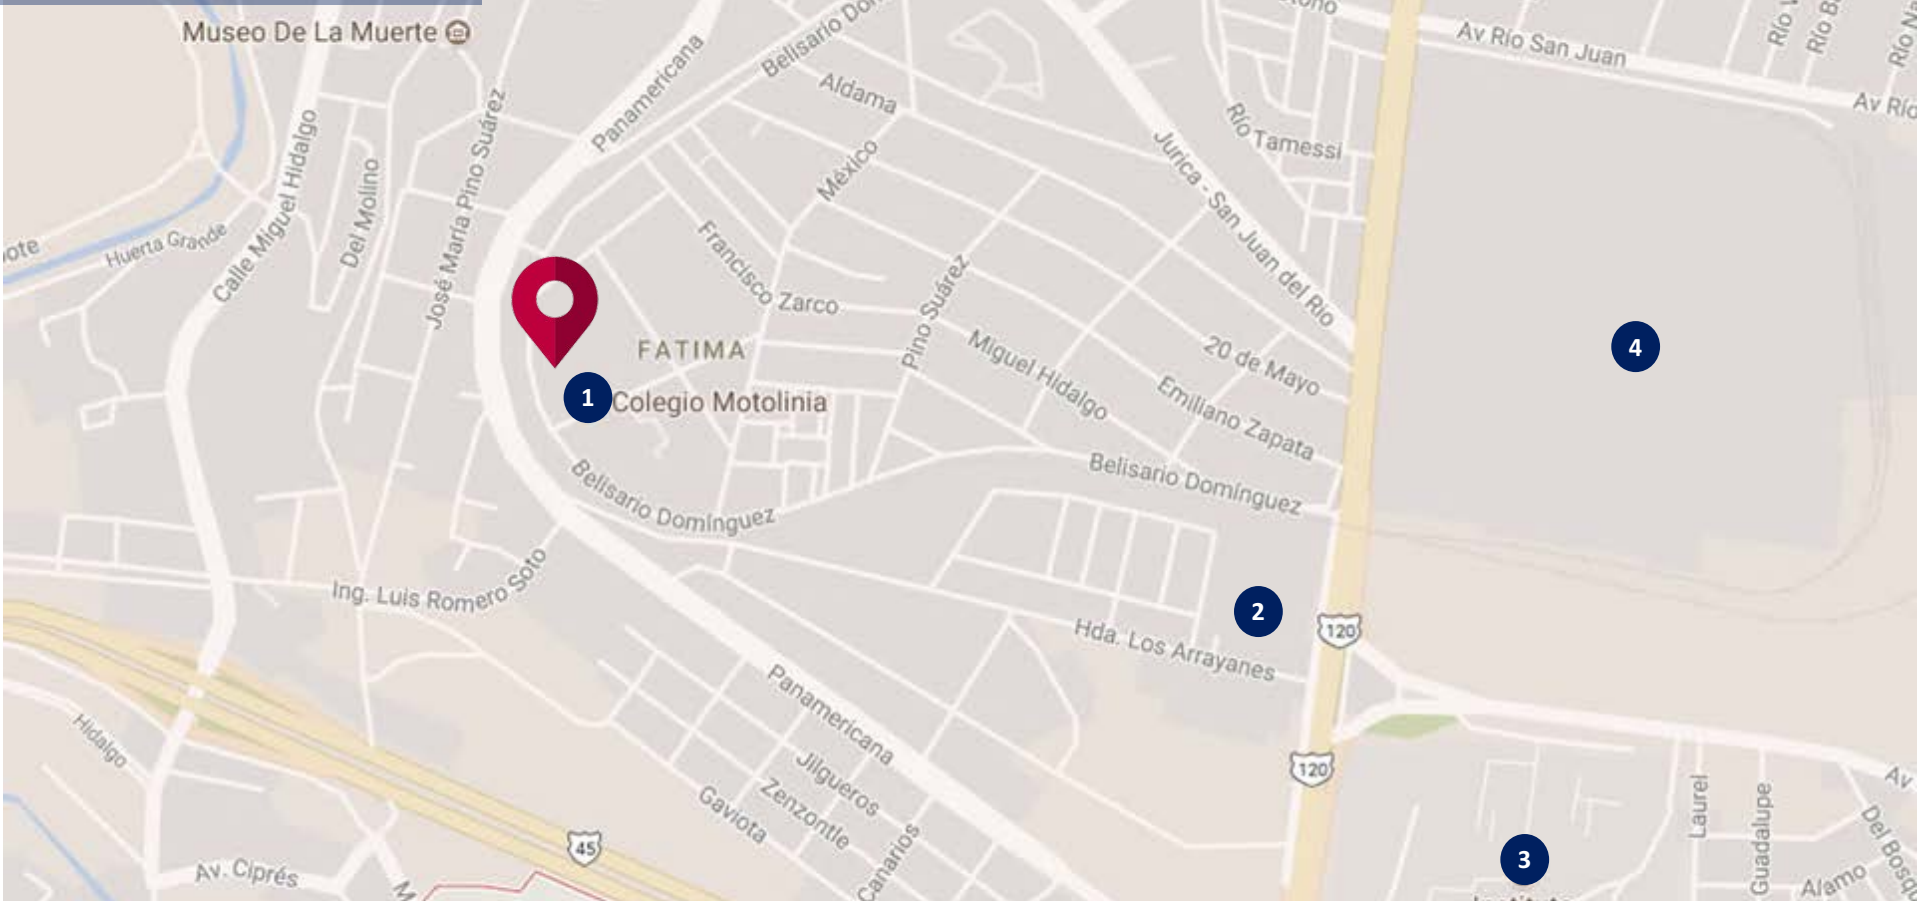 Museo De La Muerte
Panamericana
Belisario Do
Aldama
Av Río San Juan
Río
Río
Río
Av Río
Río Tamessi
Jurica - San Juan del Rio
México
Calle Miguel Hidalgo
Del Molino
José María Pino Suárez
Huerta Grande
Francisco Zarco
Pino Suárez
FATIMA
1
Colegio Motolinia
Miguel Hidalgo
20 de Mayo
Emiliano Zapata
4
Belisario Domínguez
Belisario Domínguez
Ing. Luis Romero Soto
2
120
Hda. Los Arrayanes
Panamericana
Hidalgo
120
Jilgueros
Zenzontle
Gaviota
Canarios
45
Av. Ciprés
M
3
Laurel
Guadalupe
Av
Del Bosqu
Alamo